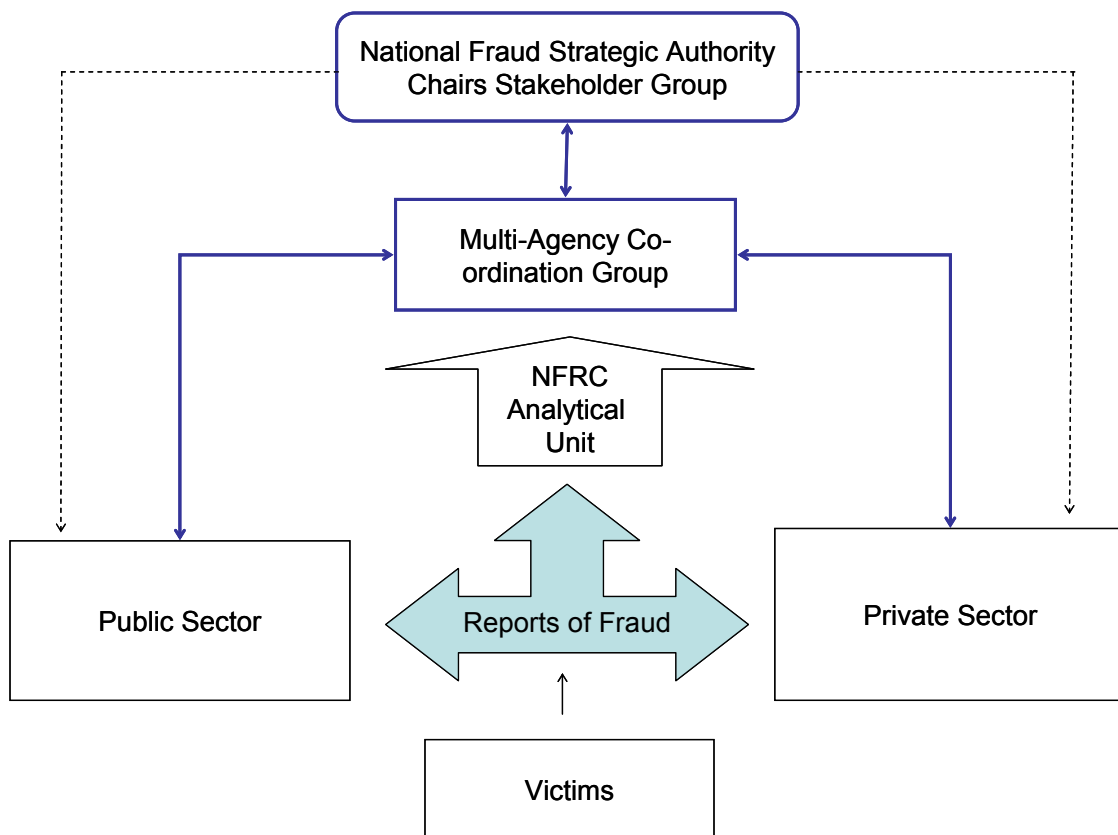 National Fraud Strategic Authority
Chairs Stakeholder Group
Multi-Agency Co-
ordination Group
NFRC
Analytical
Unit
Public Sector
Reports of Fraud
Private Sector
Victims